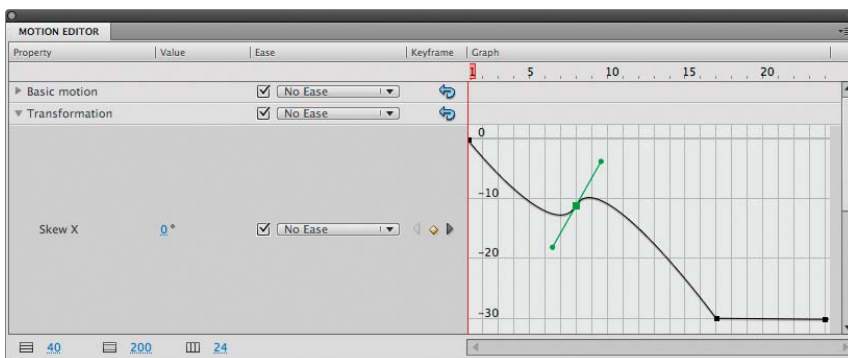 MOTION EDITOR
Property Value Ease Keyframe Graph
1 5 10 15 20
Basic motion No Ease
Transformation No Ease
0
-10
Skew X 0° No Ease
-20
-30
40 200 24